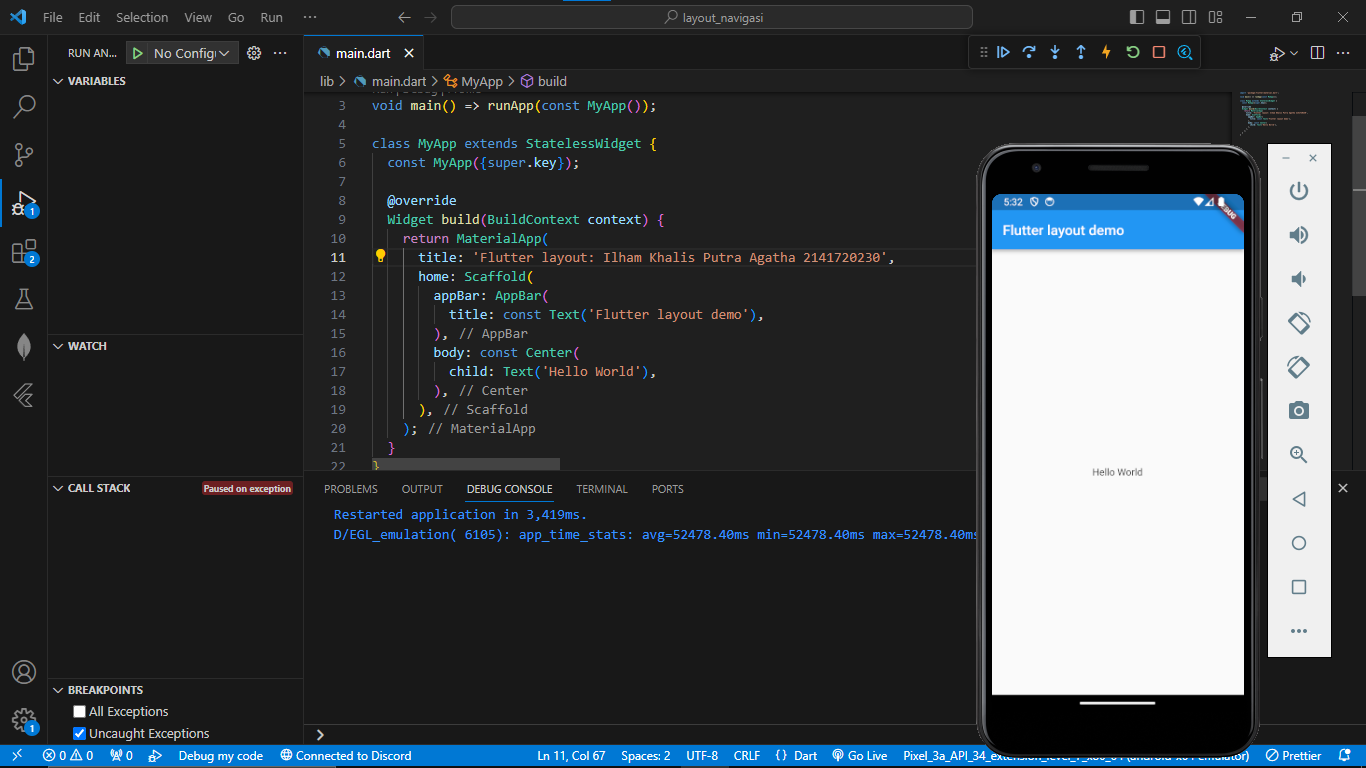 File Edit Selection View Go Run ···
layout_navigasi
RUN AN... No Config
main.dart
VARIABLES
WATCH
CALL STACK
Paused on exception
BREAKPOINTS
All Exceptions
Uncaught Exceptions
1
2
1
lib > main.dart > MyApp > build
3 void main() => runApp(const MyApp());
4
5 class MyApp extends StatelessWidget {
6 const MyApp({super.key});
7
8 @override
9 Widget build(BuildContext context) {
10 return MaterialApp(
11 title: 'Flutter layout: Ilham Khalis Putra Agatha 2141720230',
12 home: Scaffold(
13 appBar: AppBar(
14 title: const Text('Flutter layout demo'),
15 ), // AppBar
16 body: const Center(
17 child: Text('Hello World'),
18 ), // Center
19 ), // Scaffold
20 ); // MaterialApp
21 }
22 }
PROBLEMS OUTPUT DEBUG CONSOLE TERMINAL PORTS
Restarted application in 3,419ms.
D/EGL_emulation( 6105): app_time_stats: avg=52478.40ms min=52478.40ms max=52478.40ms
5:32
DEBUG
Flutter layout demo
Hello World
0 0 0 Debug my code Connected to Discord Ln 11, Col 67 Spaces: 2 UTF-8 CRLF {} Dart Go Live Prettier